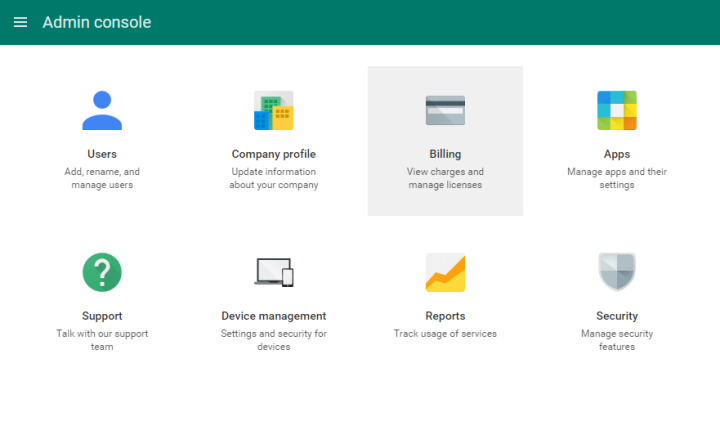 Admin console
Users
Add, rename, and
manage users
Company profile
Update information
about your company
Billing
View charges and
manage licenses
Apps
Manage apps and their
settings
Support
Talk with our support
team
Device management
Settings and security for
devices
Reports
Track usage of services
Security
Manage security
features